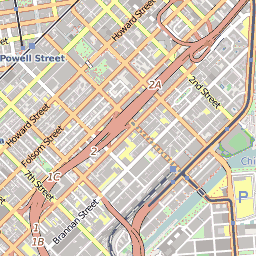 Howard Street
Powell Street
2A
2nd Street
Howard Street
Folsom Street
2
Chi
7th Street
1C
P
Brannan Street
1
1B